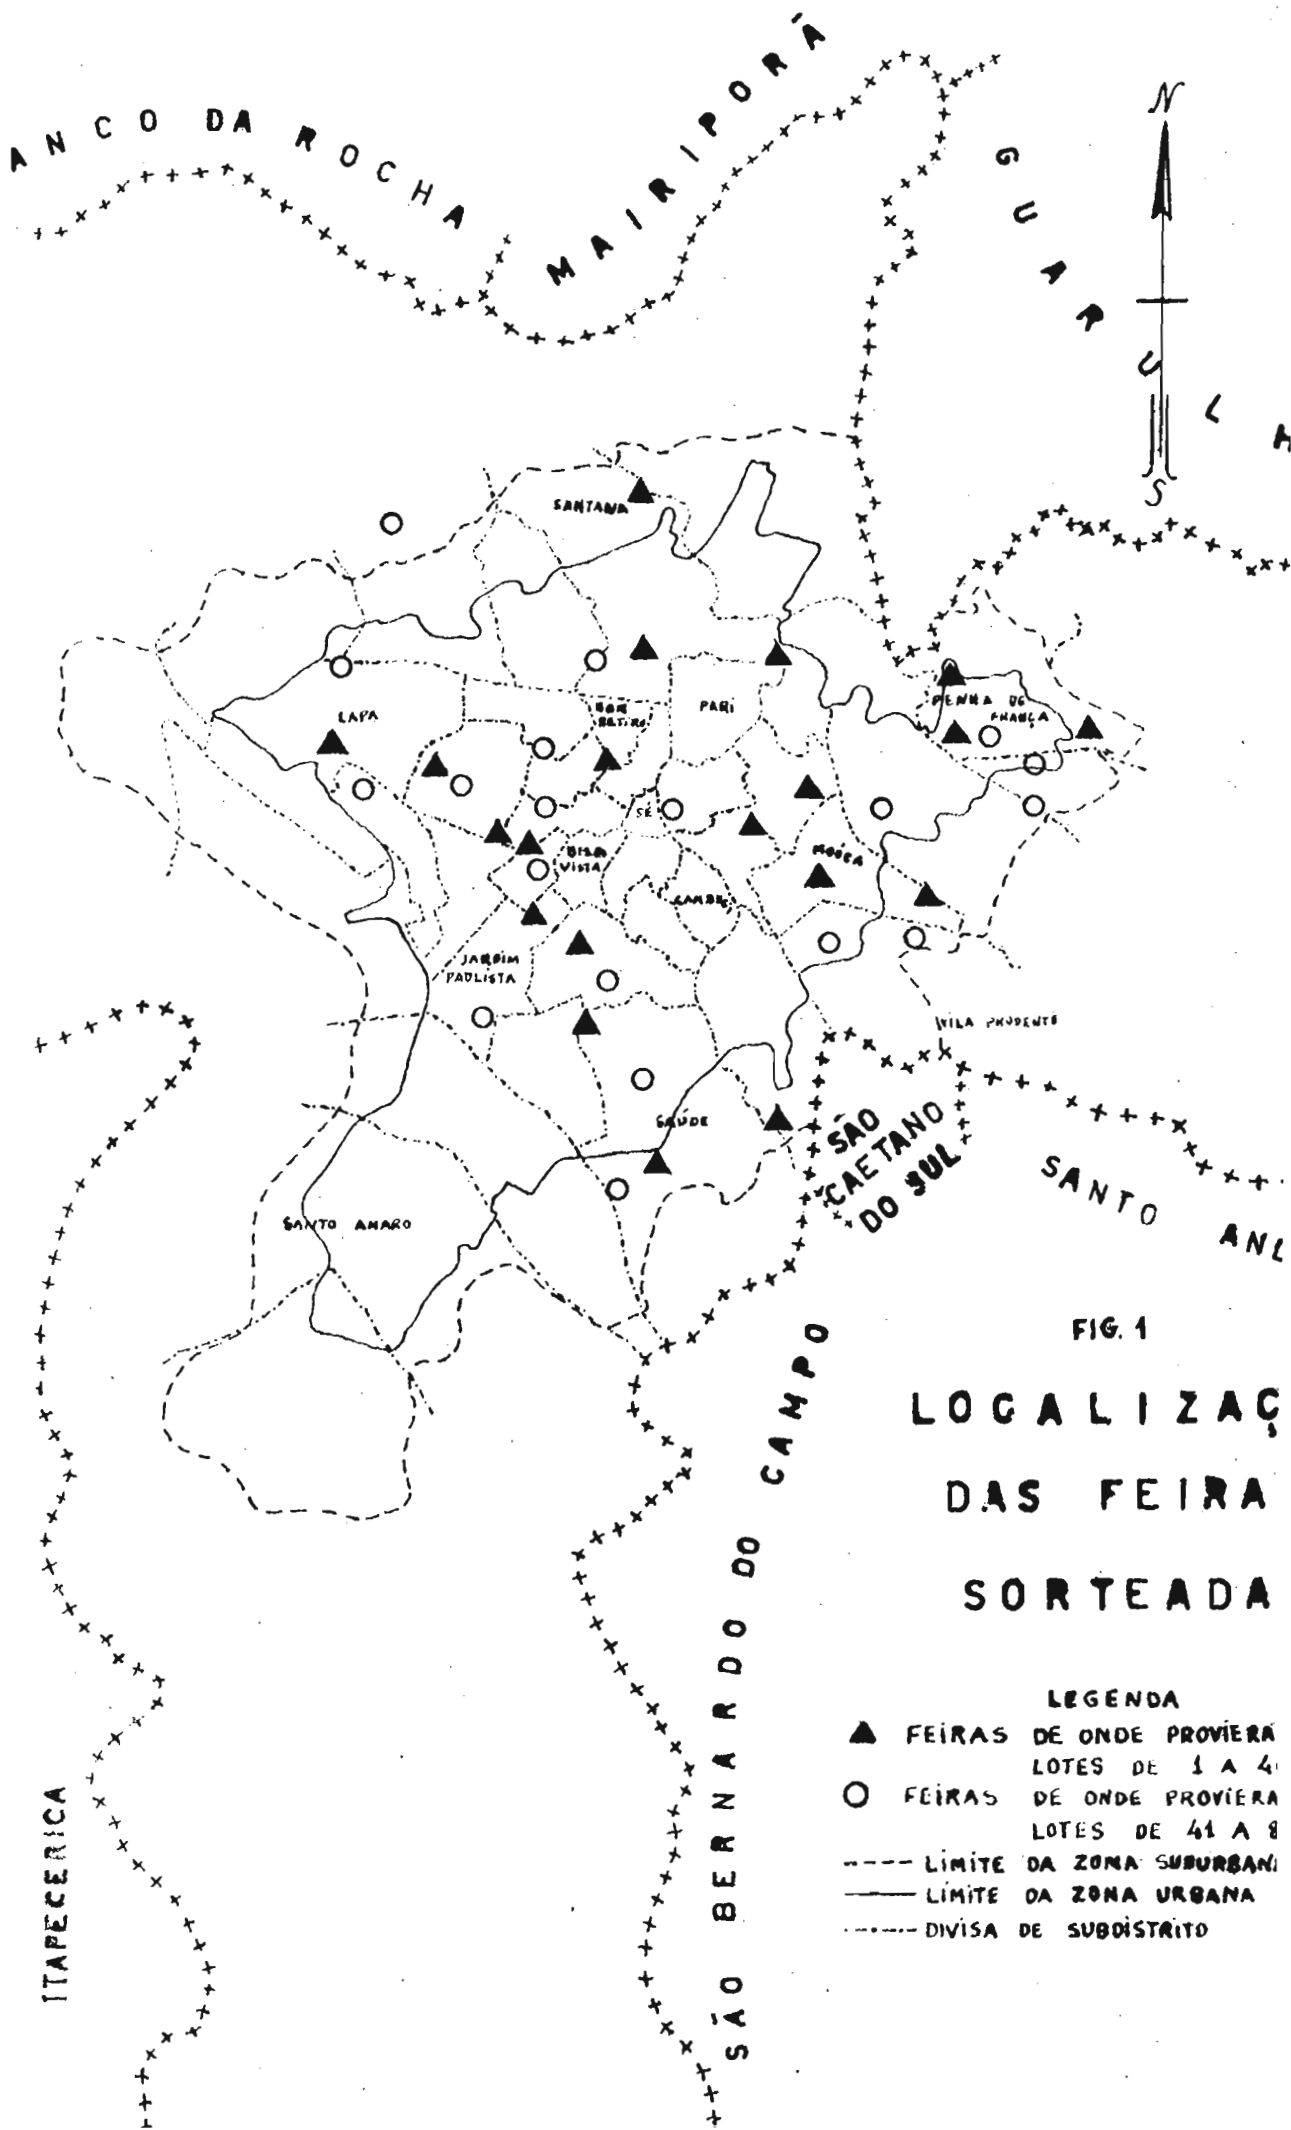 ANCO DA ROCHA
MAIRIPORÃ
GUARULH
N
S
SANTANA
LAPA
BOM
RETIRO
PARI
PENHA DE
FRANÇA
SÉ
BELA
VISTA
MOÓCA
CAMBUCI
JARDIM
PAULISTA
VILA PRUDENTE
SAÚDE
SÃO
CAETANO
DO SUL
SANTO AND
SANTO AMARO
SÃO BERNARDO DO CAMPO
ITAPECERICA
FIG. 1
LOCALIZAÇ
DAS FEIRA
SORTEADA
LEGENDA
FEIRAS DE ONDE PROVIERA
LOTES DE 1 A 4
FEIRAS DE ONDE PROVIERA
LOTES DE 41 A 8
LIMITE DA ZONA SUBURBAN
LIMITE DA ZONA URBANA
DIVISA DE SUBDISTRITO